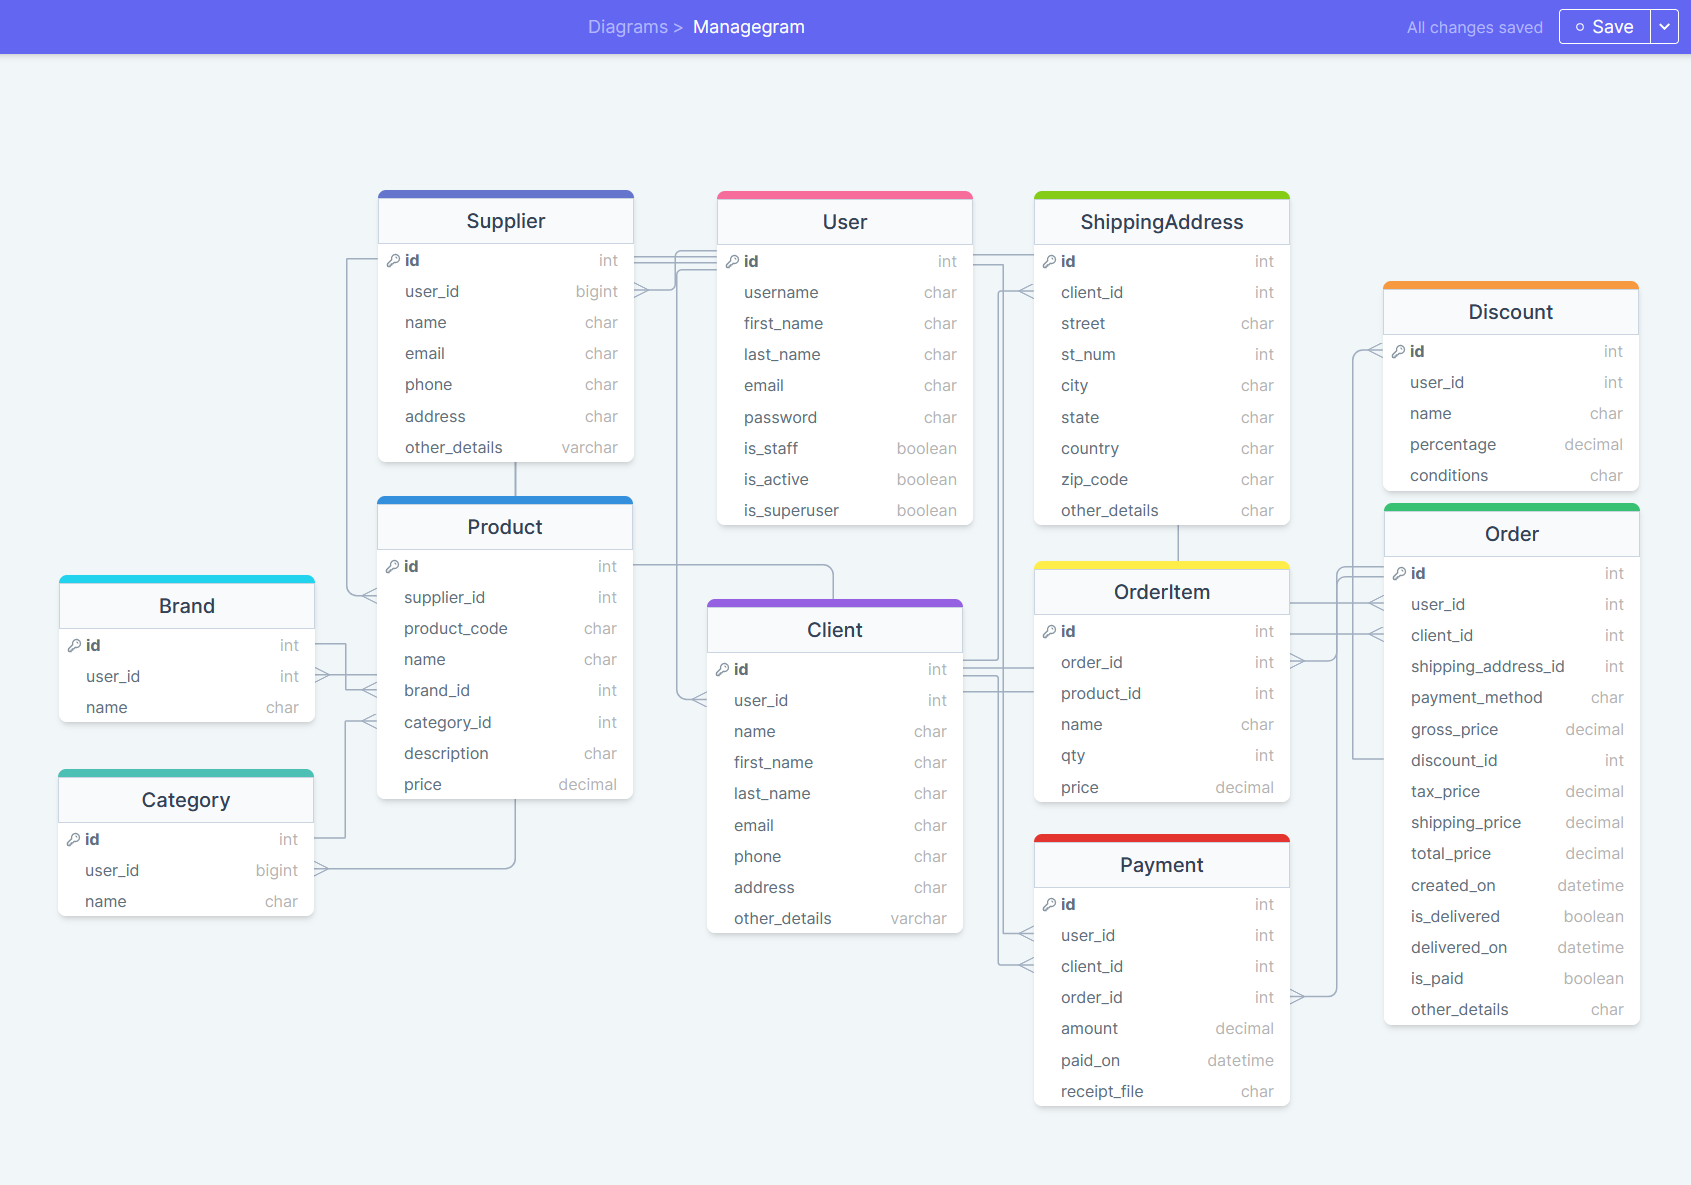 Diagrams > Managegram
All changes saved
Save
Supplier
id int
user_id bigint
name char
email char
phone char
address char
other_details varchar
User
id int
username char
first_name char
last_name char
email char
password char
is_staff boolean
is_active boolean
is_superuser boolean
ShippingAddress
id int
client_id int
street char
st_num int
city char
state char
country char
zip_code char
other_details char
Discount
id int
user_id int
name char
percentage decimal
conditions char
Product
id int
supplier_id int
product_code char
name char
brand_id int
category_id int
description char
price decimal
Order
id int
user_id int
client_id int
shipping_address_id int
payment_method char
gross_price decimal
discount_id int
tax_price decimal
shipping_price decimal
total_price decimal
created_on datetime
is_delivered boolean
delivered_on datetime
is_paid boolean
other_details char
Brand
id int
user_id int
name char
Client
id int
user_id int
name char
first_name char
last_name char
email char
phone char
address char
other_details varchar
OrderItem
id int
order_id int
product_id int
name char
qty int
price decimal
Category
id int
user_id bigint
name char
Payment
id int
user_id int
client_id int
order_id int
amount decimal
paid_on datetime
receipt_file char